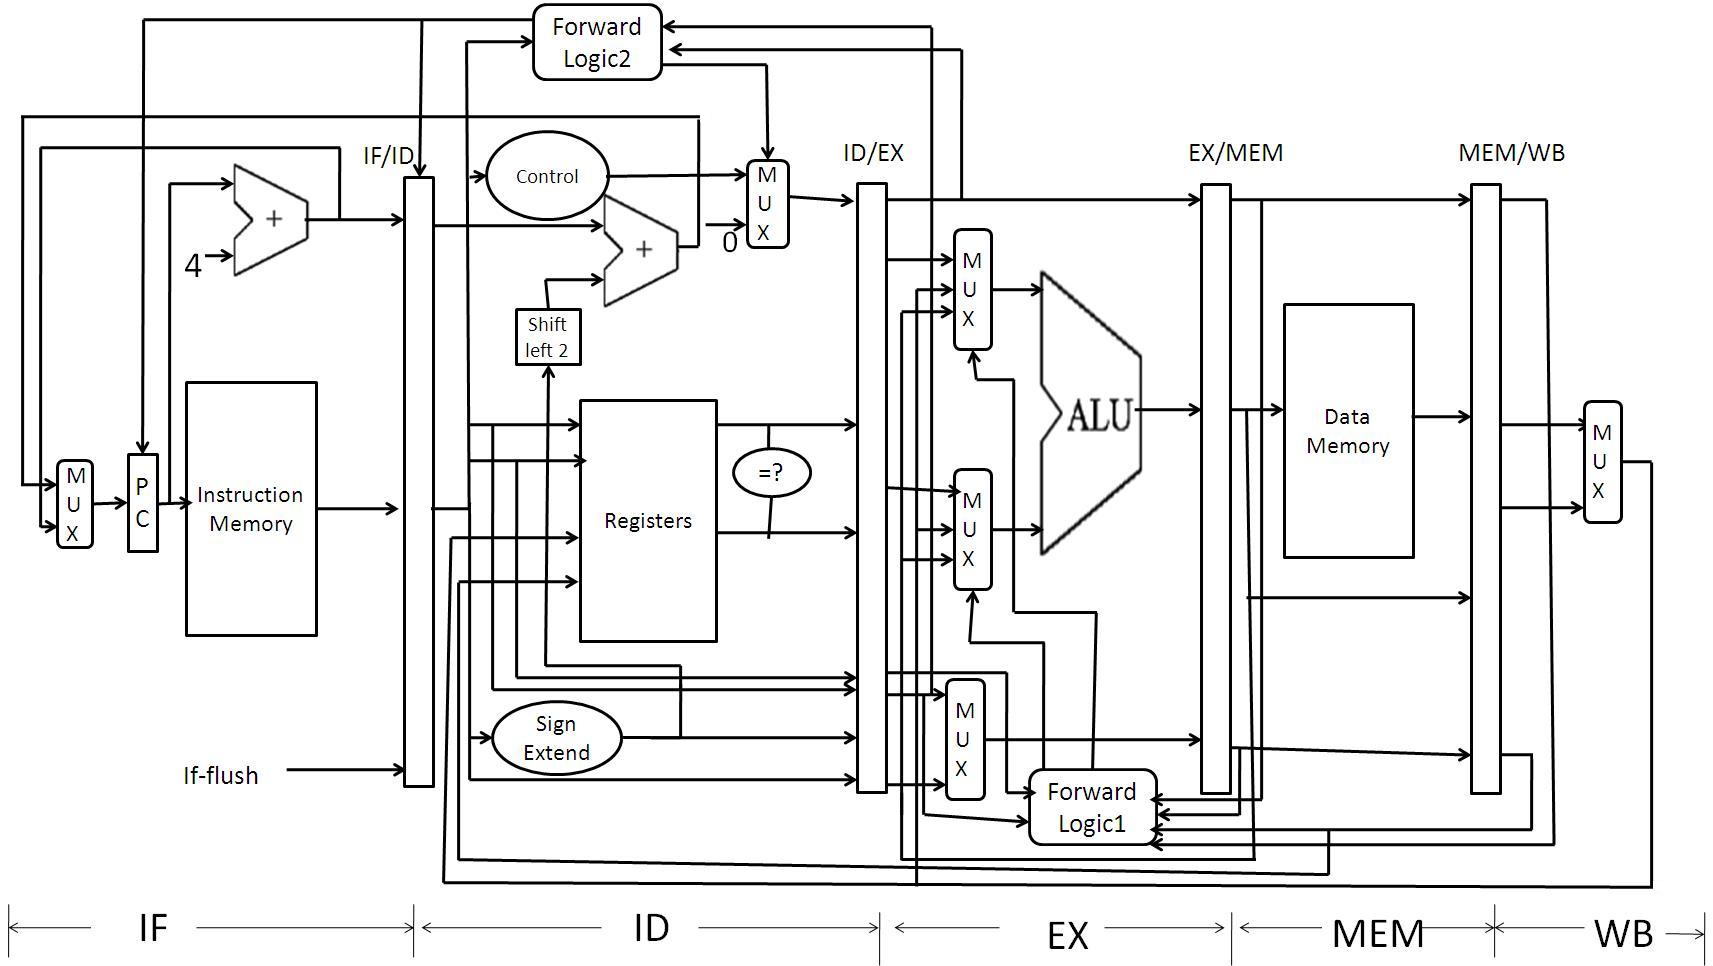 Forward
Logic2
IF/ID
ID/EX
EX/MEM
MEM/WB
Control
M
U
X
0
+
+
4
Shift
left 2
M
U
X
ALU
Data
Memory
M
U
X
=?
M
U
X
P
C
Instruction
Memory
Registers
M
U
X
Sign
Extend
M
U
X
If-flush
Forward
Logic1
IF
ID
EX
MEM
WB